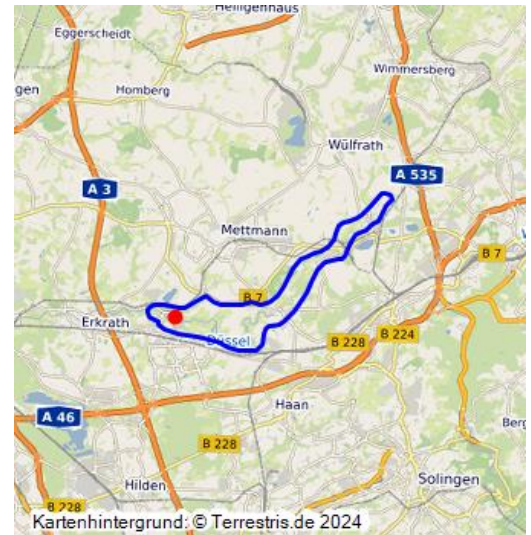 Heiligenhaus
Eggerscheidt
Wimmersberg
gen
Homberg
Wülfrath
A 535
A 3
Mettmann
B 7
B 7
Erkrath
Düssel
B 228
B 224
A 46
Haan
B 228
Berg
Hilden
Solingen
B 228
Kartenhintergrund: © Terrestris.de 2024